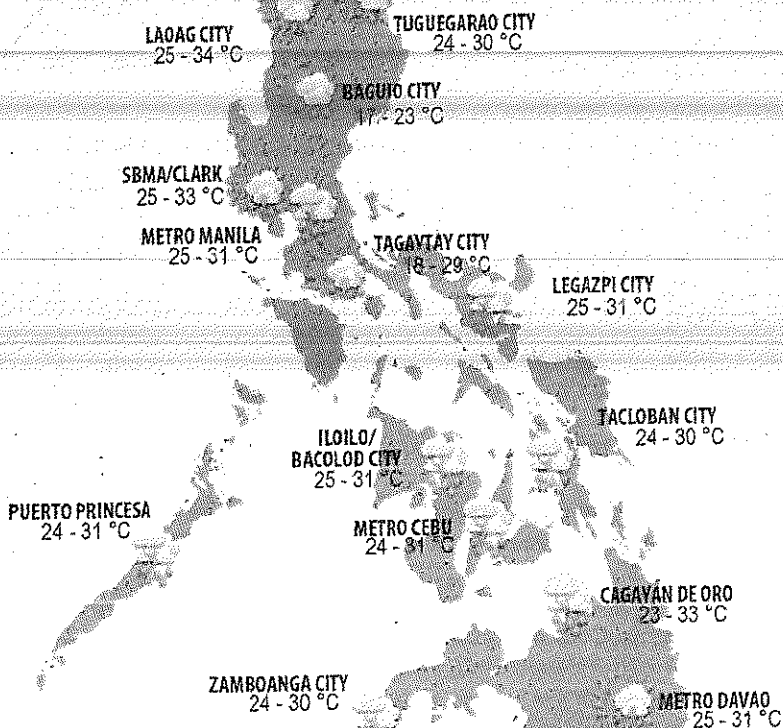 LAOAG CITY
25 - 34 °C
TUGUEGARAO CITY
24 - 30 °C
BAGUIO CITY
17 - 23 °C
SBMA/CLARK
25 - 33 °C
METRO MANILA
25 - 31 °C
TAGAYTAY CITY
18 - 29 °C
LEGAZPI CITY
25 - 31 °C
TACLOBAN CITY
24 - 30 °C
ILOILO/
BACOLOD CITY
25 - 31 °C
PUERTO PRINCESA
24 - 31 °C
METRO CEBU
24 - 31 °C
CAGAYAN DE ORO
23 - 33 °C
ZAMBOANGA CITY
24 - 30 °C
METRO DAVAO
25 - 31 °C